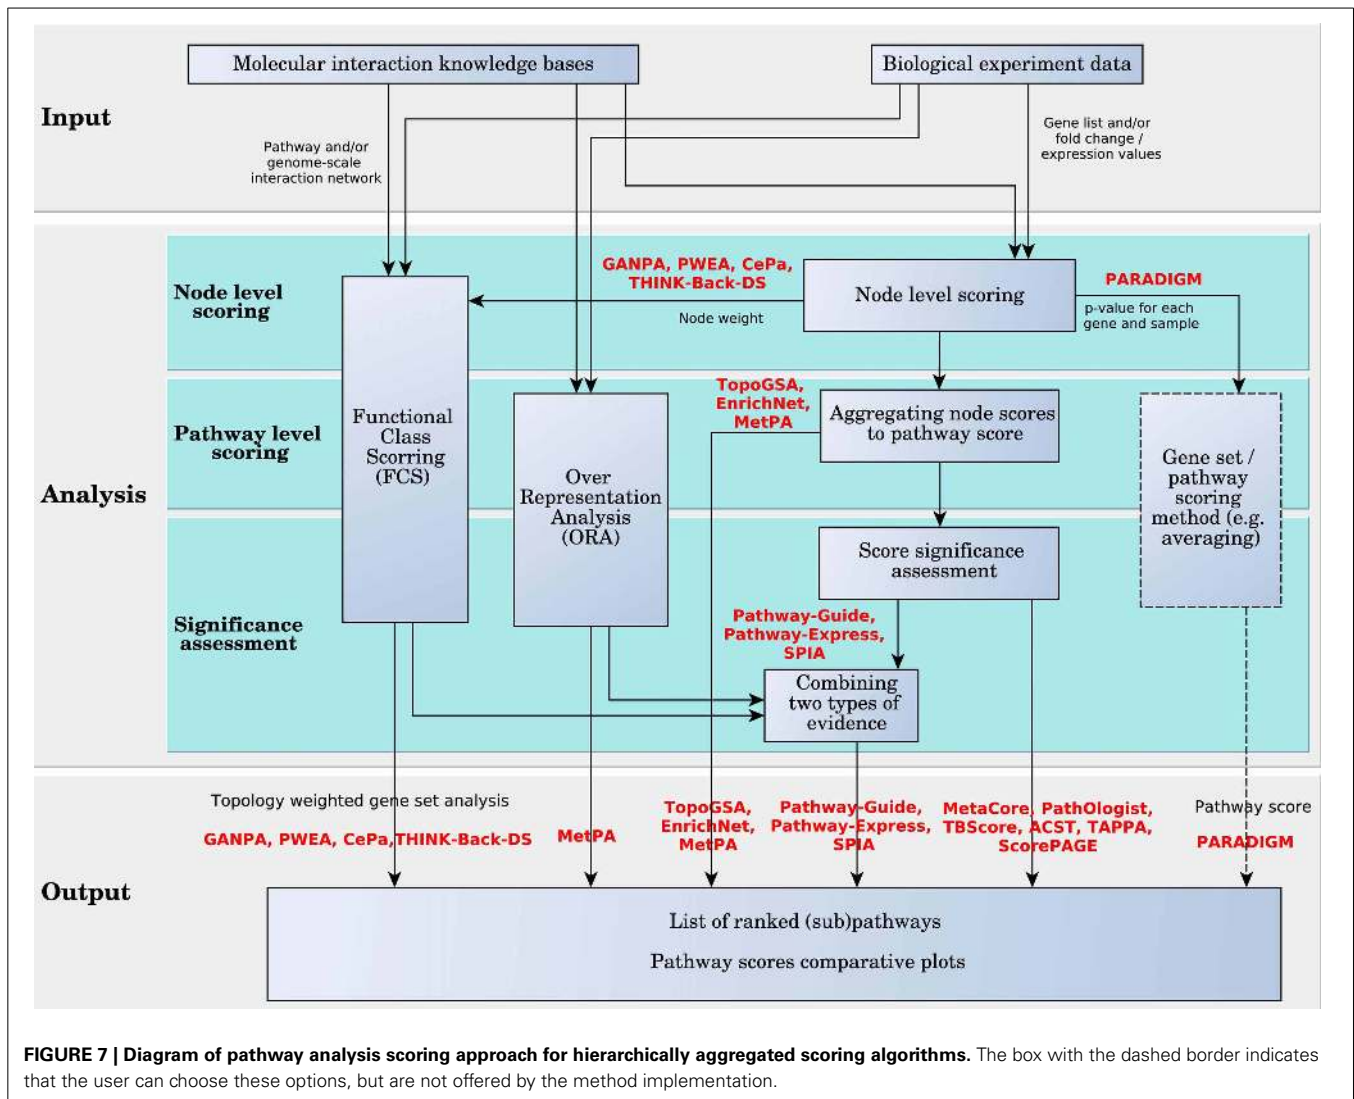 Molecular interaction knowledge bases
Biological experiment data
Input
Pathway and/or
genome-scale
interaction network
Gene list and/or
fold change /
expression values
Analysis
Node level
scoring
GANPA, PWEA, CePa,
THINK-Back-DS
Node weight
Node level scoring
PARADIGM
p-value for each
gene and sample
Pathway level
scoring
Functional
Class
Scorring
(FCS)
Over
Representation
Analysis
(ORA)
TopoGSA,
EnrichNet,
MetPA
Aggregating node scores
to pathway score
Gene set /
pathway
scoring
method (e.g.
averaging)
Significance
assessment
Score significance
assessment
Pathway-Guide,
Pathway-Express,
SPIA
Combining
two types of
evidence
Output
Topology weighted gene set analysis
GANPA, PWEA, CePa,THINK-Back-DS
MetPA
TopoGSA,
EnrichNet,
MetPA
Pathway-Guide,
Pathway-Express,
SPIA
MetaCore, PathOlogist,
TBScore, ACST, TAPPA,
ScorePAGE
Pathway score
PARADIGM
List of ranked (sub)pathways
Pathway scores comparative plots
FIGURE 7 | Diagram of pathway analysis scoring approach for hierarchically aggregated scoring algorithms. The box with the dashed border indicates
that the user can choose these options, but are not offered by the method implementation.